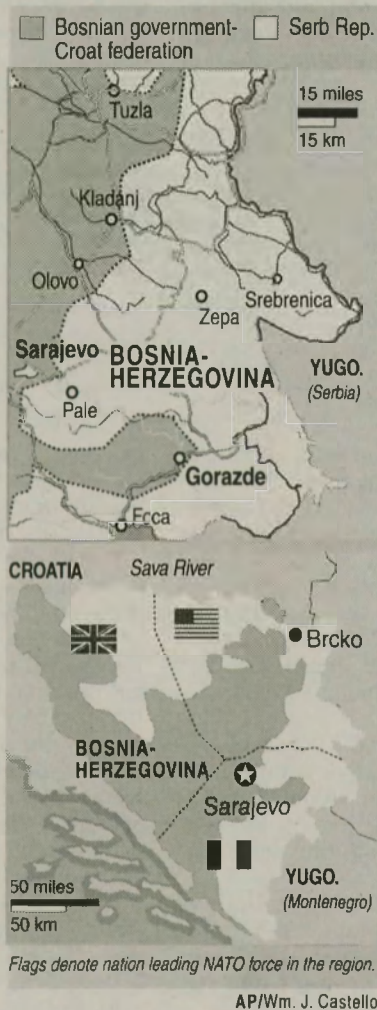 Bosnian government-
Croat federation
Serb Rep.
15 miles
15 km
Tuzla
Kladanj
Olovo
Srebrenica
Zepa
Sarajevo
BOSNIA-
HERZEGOVINA
YUGO.
(Serbia)
Pale
Gorazde
CROATIA
Sava River
Brcko
BOSNIA-
HERZEGOVINA
Sarajevo
50 miles
50 km
YUGO.
(Montenegro)
Flags denote nation leading NATO force in the region.
AP/Wm. J. Castello